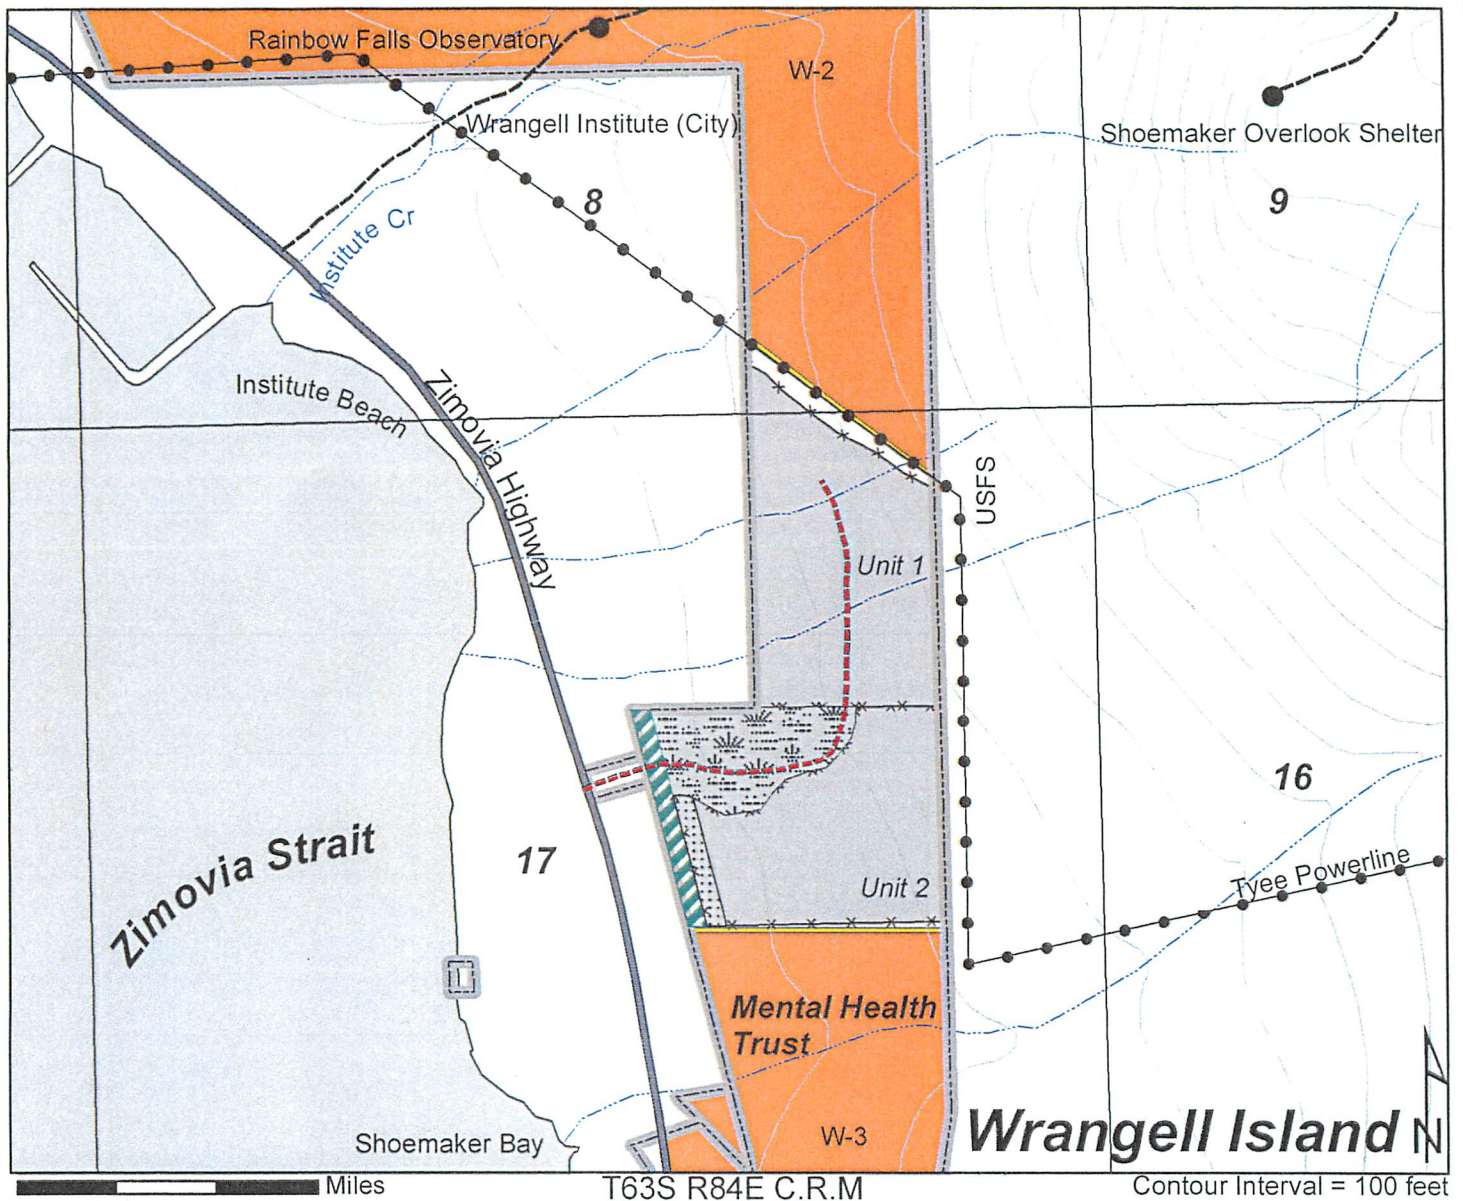 Rainbow Falls Observatory
W-2
Wrangell Institute (City)
Shoemaker Overlook Shelter
8
9
Institute Cr
Institute Beach
Zimovia Highway
USFS
Unit 1
16
Zimovia Strait
17
Tyee Powerline
Unit 2
Mental Health
Trust
W-3
Wrangell Island
N
Shoemaker Bay
Miles
T63S R84E C.R.M
Contour Interval = 100 feet